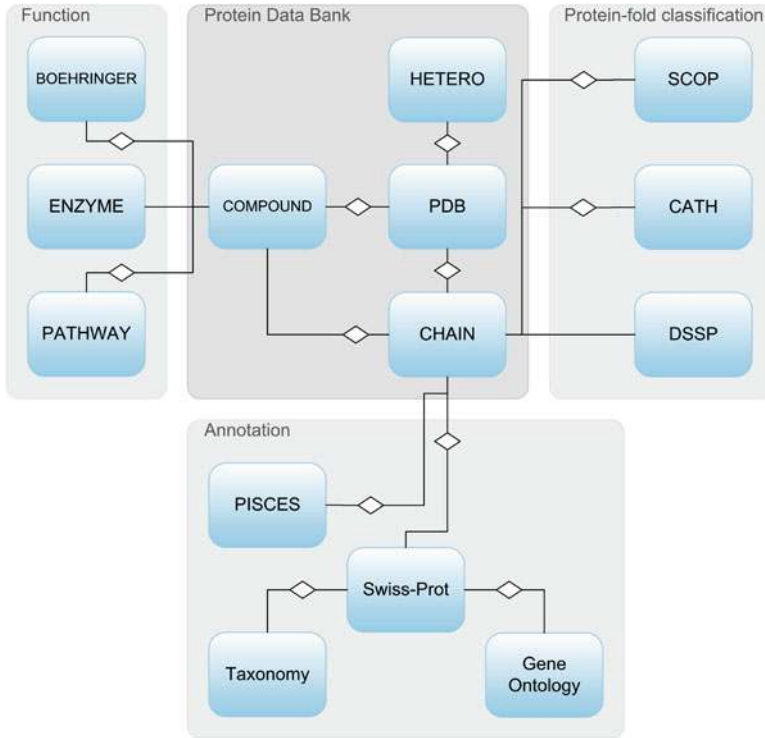 Function
Protein Data Bank
Protein-fold classification
BOEHRINGER
HETERO
SCOP
ENZYME
COMPOUND
PDB
CATH
PATHWAY
CHAIN
DSSP
Annotation
PISCES
Swiss-Prot
Taxonomy
Gene
Ontology